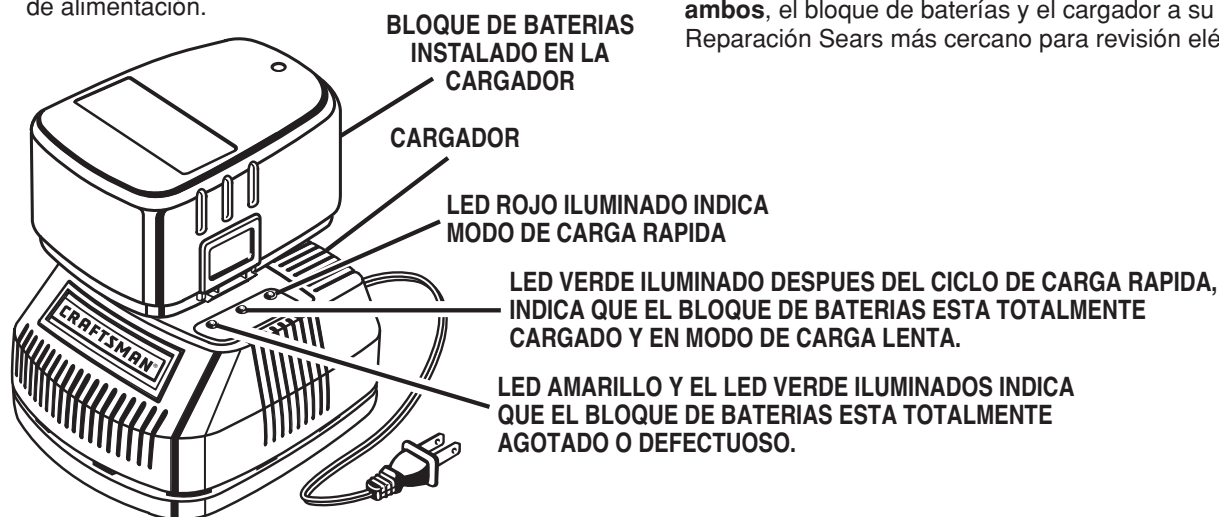 de alimentación.
ambos, el bloque de baterías y el cargador a su
Reparación Sears más cercano para revisión
BLOQUE DE BATERIAS
INSTALADO EN LA
CARGADOR
CARGADOR
LED ROJO ILUMINADO INDICA
MODO DE CARGA RAPIDA
LED VERDE ILUMINADO DESPUES DEL CICLO DE CARGA RAPIDA,
INDICA QUE EL BLOQUE DE BATERIAS ESTA TOTALMENTE
CARGADO Y EN MODO DE CARGA LENTA.
LED AMARILLO Y EL LED VERDE ILUMINADOS INDICA
QUE EL BLOQUE DE BATERIAS ESTA TOTALMENTE
AGOTADO O DEFECTUOSO.
CRAFTSMAN